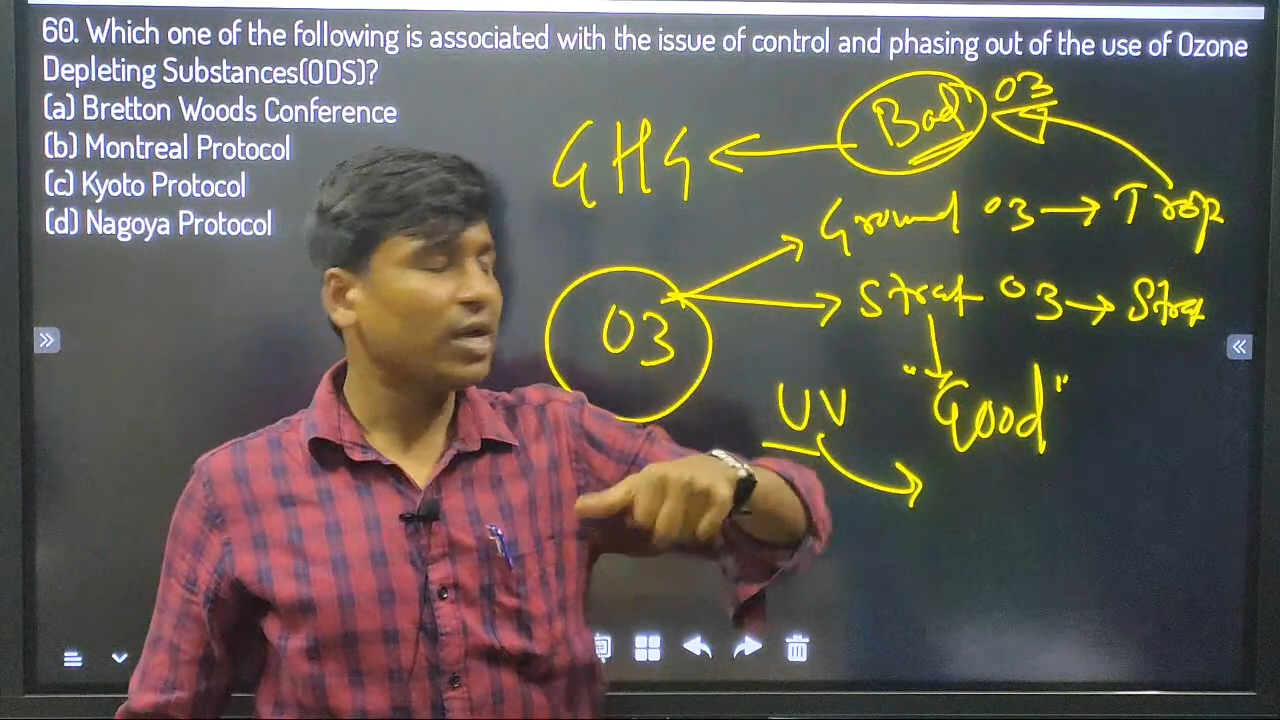 60. Which one of the following is associated with the issue of control and phasing out of the use of Ozone
Depleting Substances(ODS)?
(a) Bretton Woods Conference
(b) Montreal Protocol
(c) Kyoto Protocol
(d) Nagoya Protocol
GHG
Bad
O3
Ground O3 → Trop
O3
Strat O3 → Strat
UV
"Good"